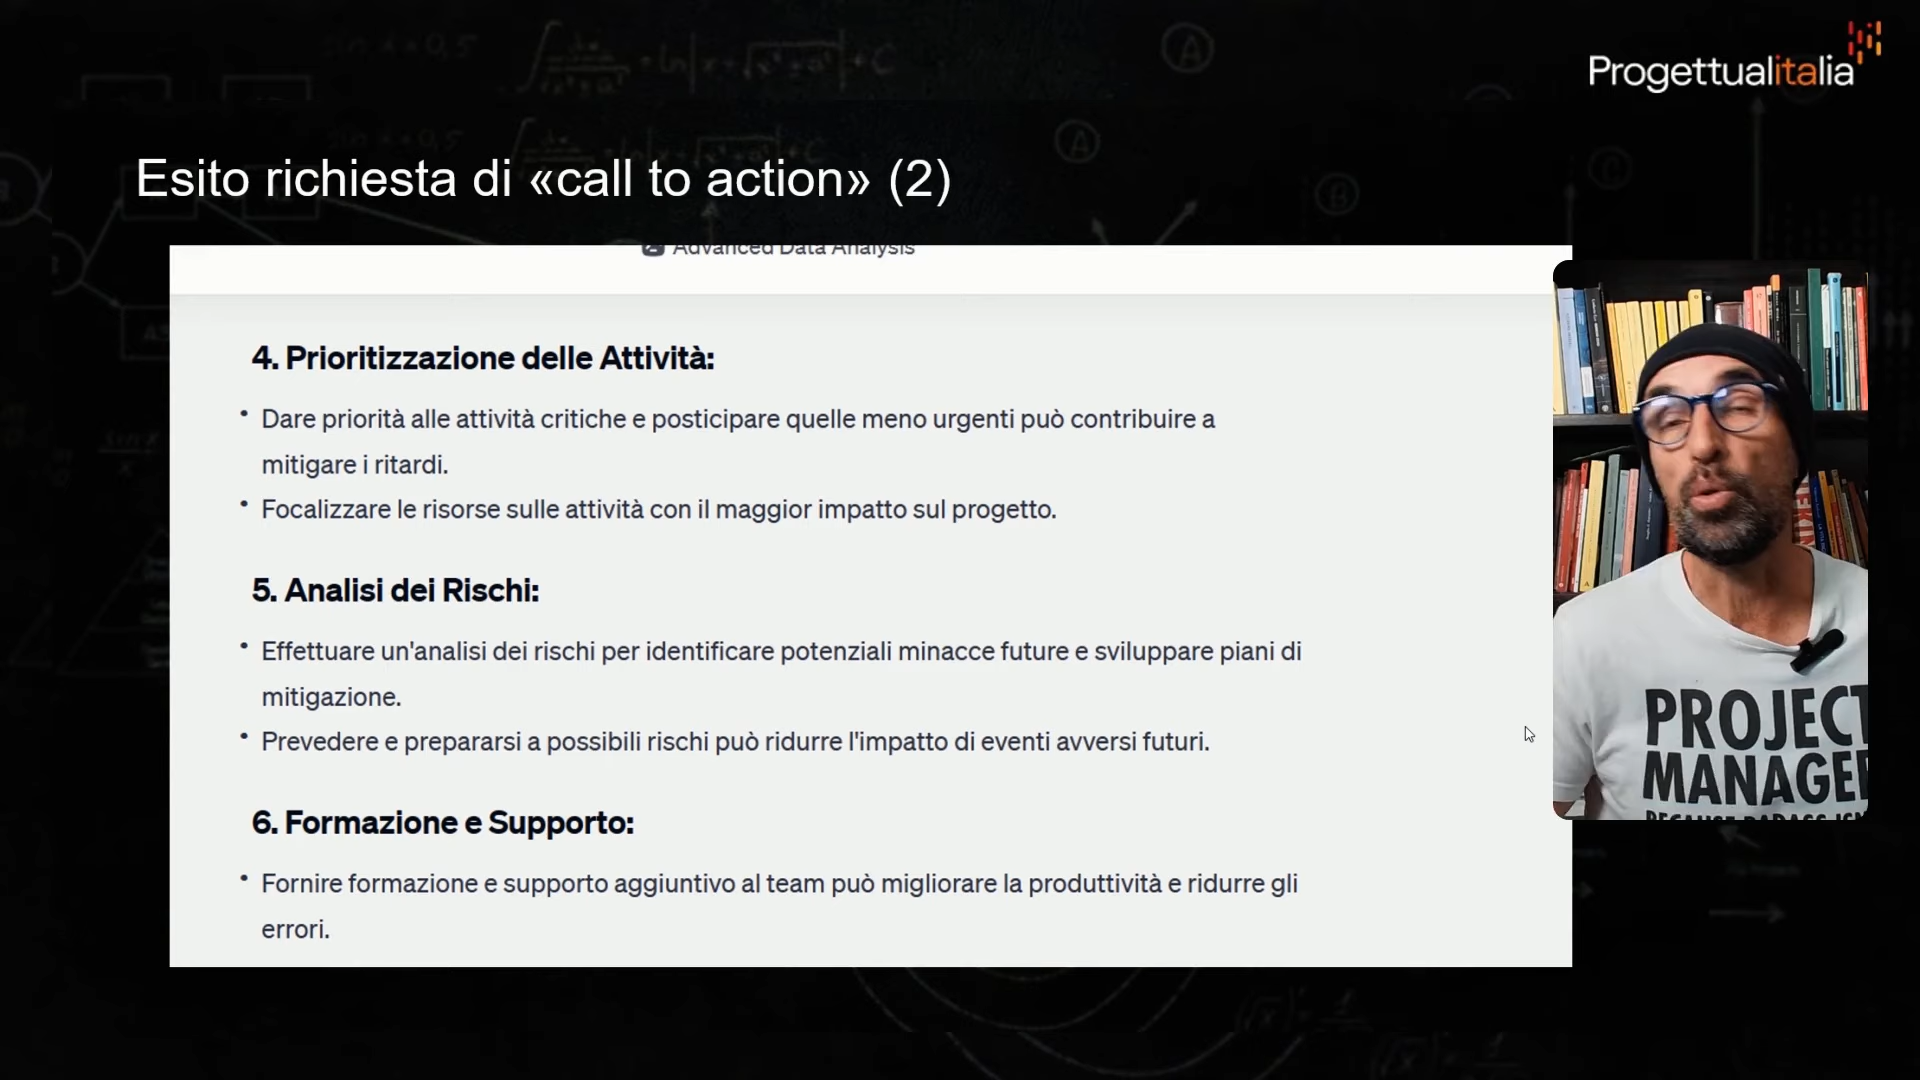 Progettualitalia
Esito richiesta di «call to action» (2)
Advanced Data Analysis
4. Prioritizzazione delle Attività:
• Dare priorità alle attività critiche e posticipare quelle meno urgenti può contribuire a
mitigare i ritardi.
• Focalizzare le risorse sulle attività con il maggior impatto sul progetto.
5. Analisi dei Rischi:
• Effettuare un'analisi dei rischi per identificare potenziali minacce future e sviluppare piani di
mitigazione.
• Prevedere e prepararsi a possibili rischi può ridurre l'impatto di eventi avversi futuri.
6. Formazione e Supporto:
• Fornire formazione e supporto aggiuntivo al team può migliorare la produttività e ridurre gli
errori.
PROJECT
MANAGER